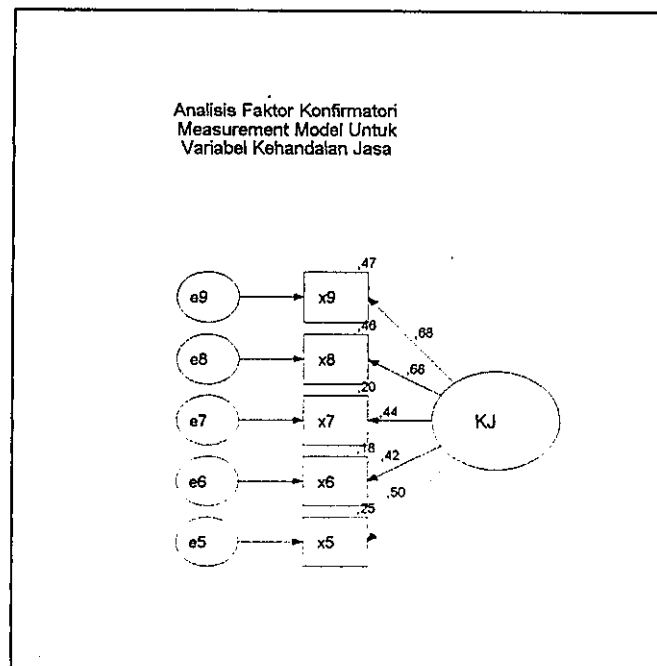 Analisis Faktor Konfirmatori
Measurement Model Untuk
Variabel Kehandalan Jasa
,47
e9
x9
,68
,46
e8
x8
,66
,20
e7
x7
,44
KJ
,18
e6
x6
,42
,50
,25
e5
x5